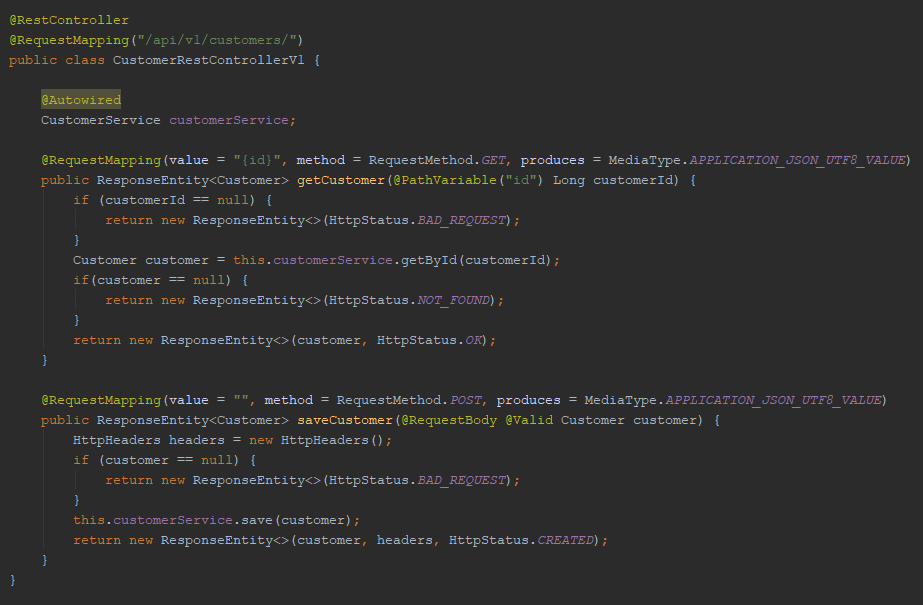 @RestController
@RequestMapping("/api/v1/customers/")
public class CustomerRestControllerV1 {
@Autowired
CustomerService customerService;
@RequestMapping(value = "{id}", method = RequestMethod.GET, produces = MediaType.APPLICATION_JSON_UTF8_VALUE)
public ResponseEntity<Customer> getCustomer(@PathVariable("id") Long customerId) {
if (customerId == null) {
return new ResponseEntity<>(HttpStatus.BAD_REQUEST);
}
Customer customer = this.customerService.getById(customerId);
if(customer == null) {
return new ResponseEntity<>(HttpStatus.NOT_FOUND);
}
return new ResponseEntity<>(customer, HttpStatus.OK);
}
@RequestMapping(value = "", method = RequestMethod.POST, produces = MediaType.APPLICATION_JSON_UTF8_VALUE)
public ResponseEntity<Customer> saveCustomer(@RequestBody @Valid Customer customer) {
HttpHeaders headers = new HttpHeaders();
if (customer == null) {
return new ResponseEntity<>(HttpStatus.BAD_REQUEST);
}
this.customerService.save(customer);
return new ResponseEntity<>(customer, headers, HttpStatus.CREATED);
}
}